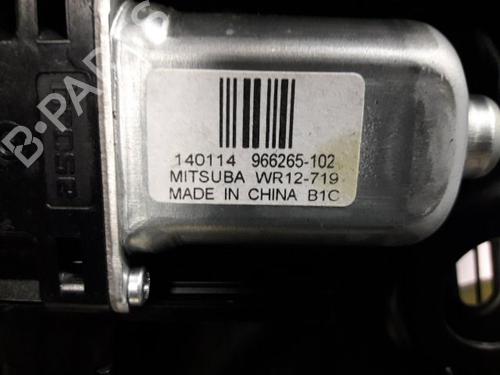 B-PARTS
140114 966265-102
MITSUBA WR12-719
MADE IN CHINA B1C